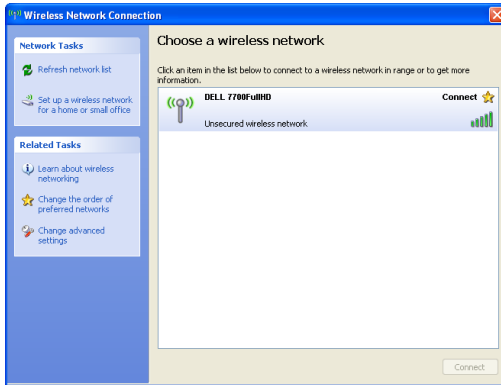 Wireless Network Connection
Network Tasks
Refresh network list
Set up a wireless network
for a home or small office
Related Tasks
Learn about wireless
networking
Change the order of
preferred networks
Change advanced
settings
Choose a wireless network
Click an item in the list below to connect to a wireless network in range or to get more
information.
DELL 7700FullHD
Connect
Unsecured wireless network
Connect